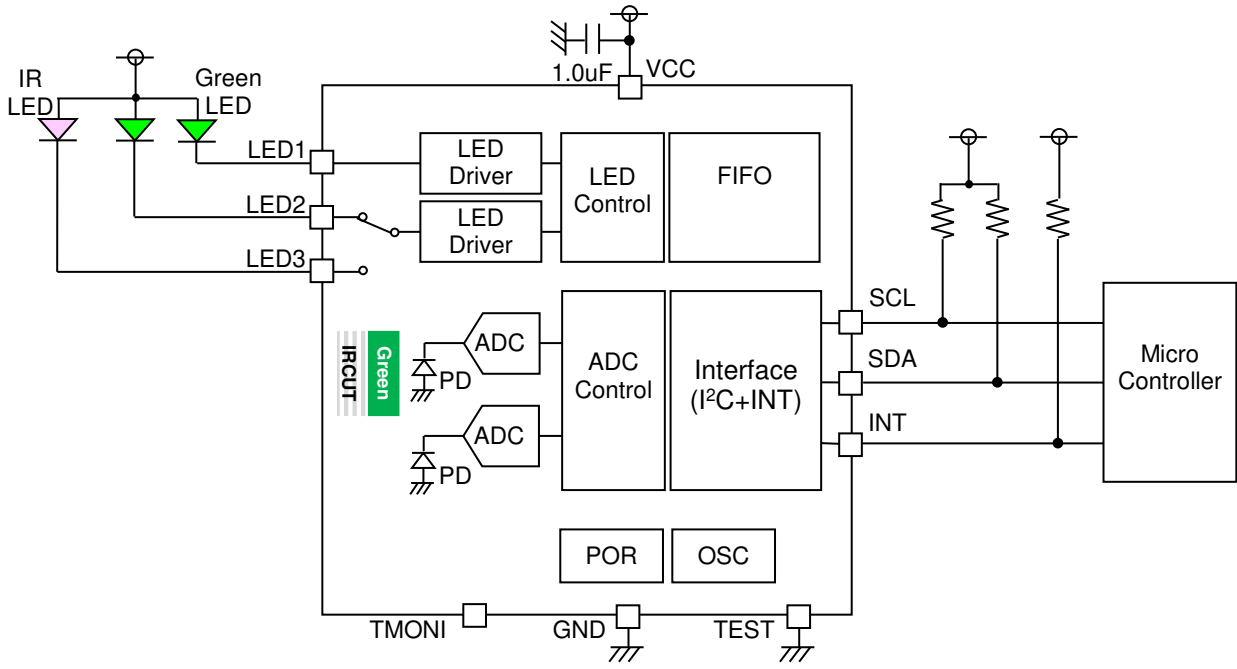 1.0uF
VCC
IR
LED
Green
LED
LED1
LED2
LED3
LED
Driver
LED
Driver
LED
Control
FIFO
Green
IRCUT
ADC
PD
ADC
PD
ADC
Control
Interface
(I²C+INT)
SCL
SDA
INT
Micro
Controller
POR
OSC
TMONI
GND
TEST